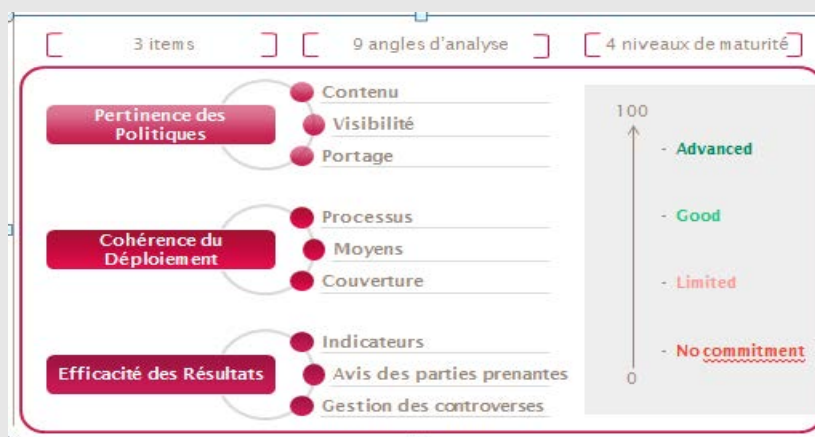 3 items
9 angles d'analyse
4 niveaux de maturité
Pertinence des
Politiques
Contenu
Visibilité
Portage
Cohérence du
Déploiement
Processus
Moyens
Couverture
Efficacité des Résultats
Indicateurs
Avis des parties prenantes
Gestion des controverses
100
- Advanced
- Good
- Limited
- No commitment
0